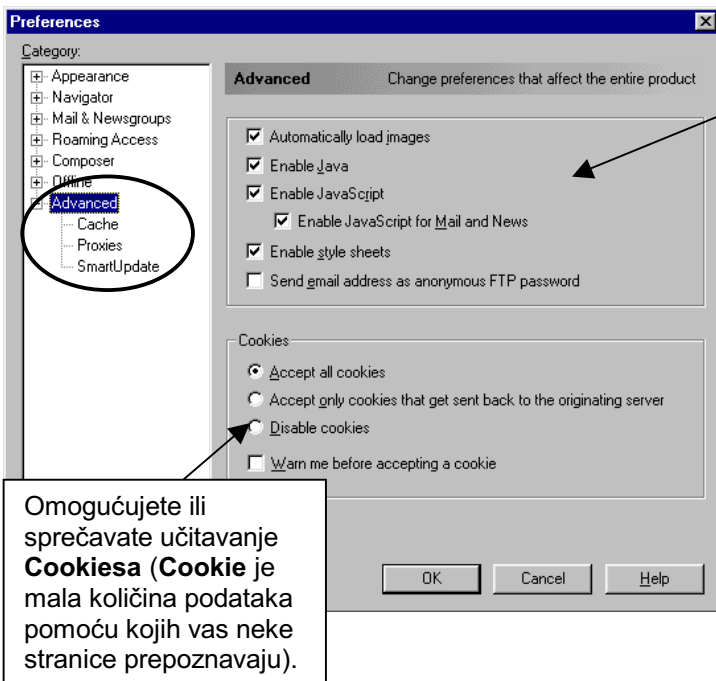 Preferences
Category:
Appearance
Navigator
Mail & Newsgroups
Roaming Access
Composer
Offline
Advanced
Cache
Proxies
SmartUpdate
Advanced Change preferences that affect the entire product
Automatically load images
Enable Java
Enable JavaScript
Enable JavaScript for Mail and News
Enable style sheets
Send email address as anonymous FTP password
Cookies
Accept all cookies
Accept only cookies that get sent back to the originating server
Disable cookies
Warn me before accepting a cookie
Omogućujete ili
sprečavate učitavanje
Cookiesa (Cookie je
mala količina podataka
pomoću kojih vas neke
stranice prepoznavaju).
OK Cancel Help